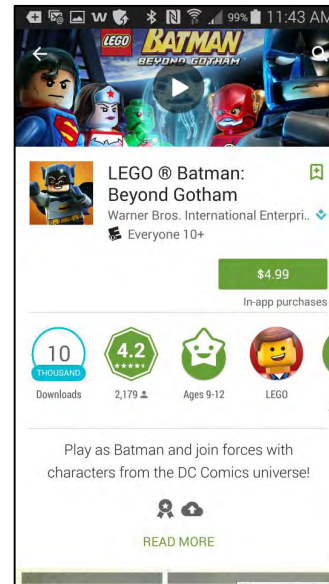 99% 11:43 AM
LEGO BATMAN
BEYOND GOTHAM
LEGO ® Batman:
Beyond Gotham
Warner Bros. International Enterpri..
Everyone 10+
$4.99
In-app purchases
10
THOUSAND
Downloads
4.2
2,179
Ages 9-12
LEGO
Play as Batman and join forces with
characters from the DC Comics universe!
READ MORE